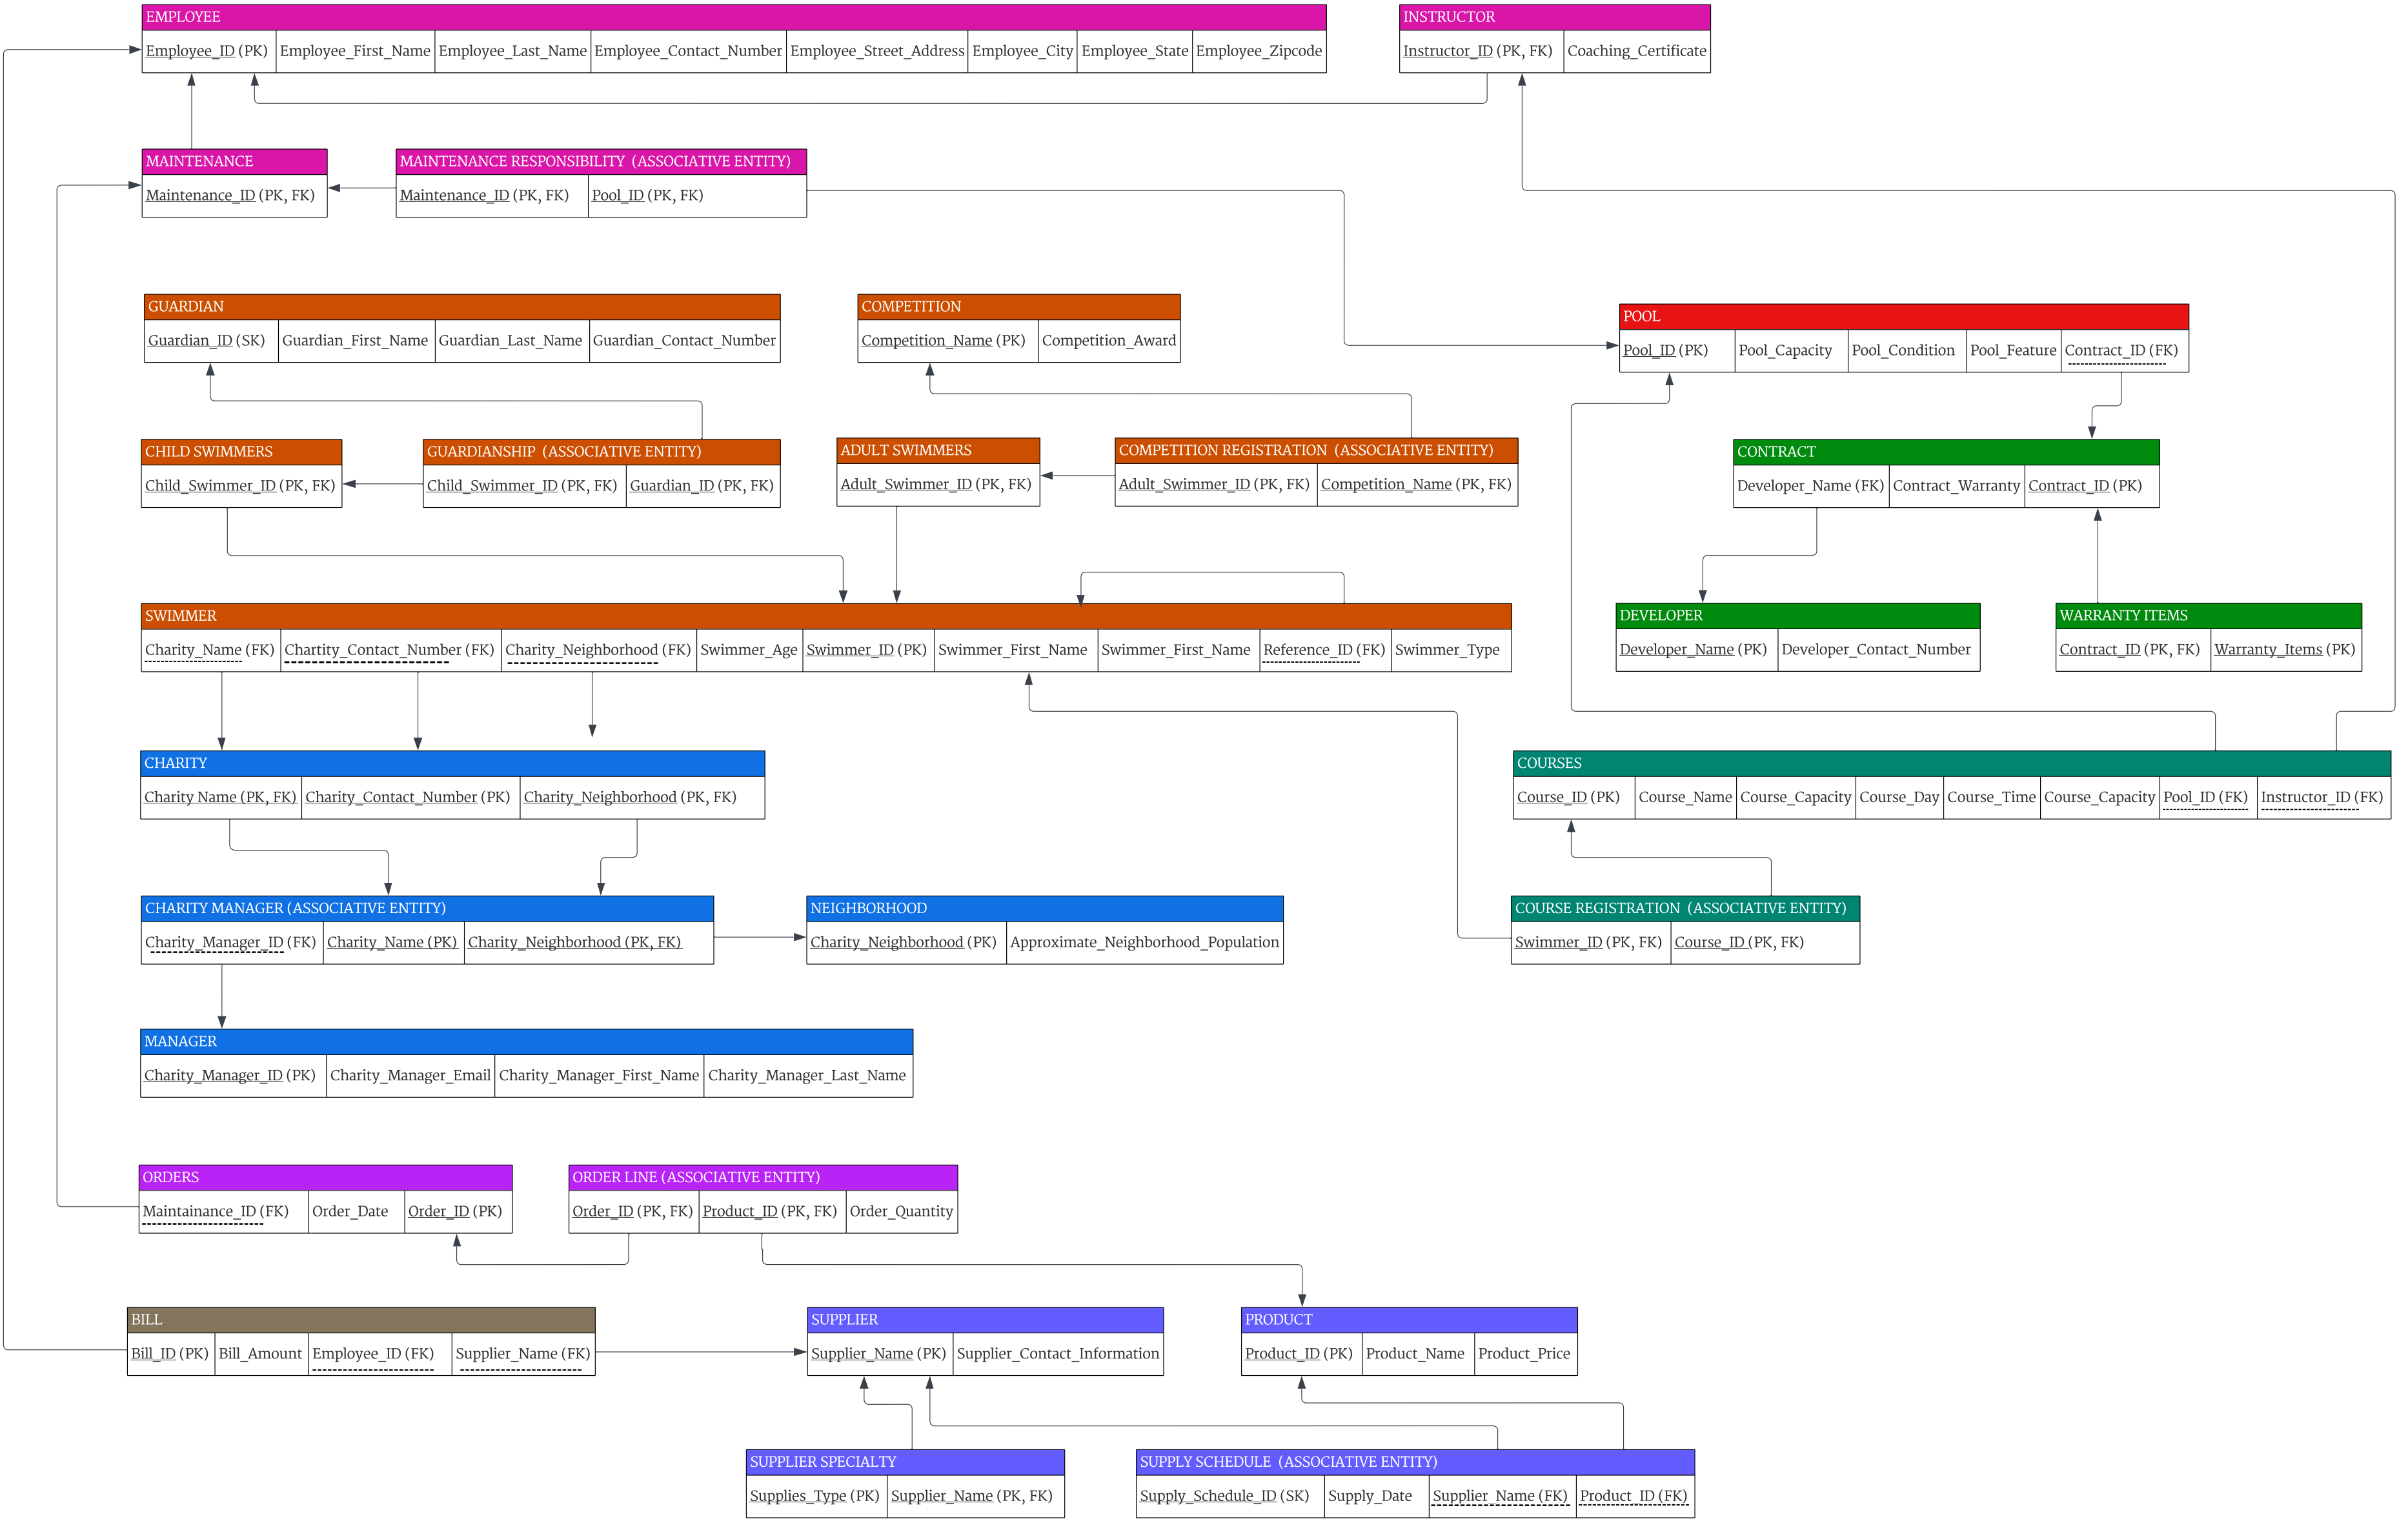 EMPLOYEE
Employee_ID (PK) Employee_First_Name Employee_Last_Name Employee_Contact_Number Employee_Street_Address Employee_City Employee_State Employee_Zipcode
INSTRUCTOR
Instructor_ID (PK, FK) Coaching_Certificate
MAINTENANCE
Maintenance_ID (PK, FK)
MAINTENANCE RESPONSIBILITY (ASSOCIATIVE ENTITY)
Maintenance_ID (PK, FK) Pool_ID (PK, FK)
GUARDIAN
Guardian_ID (SK) Guardian_First_Name Guardian_Last_Name Guardian_Contact_Number
COMPETITION
Competition_Name (PK) Competition_Award
POOL
Pool_ID (PK) Pool_Capacity Pool_Condition Pool_Feature Contract_ID (FK)
CHILD SWIMMERS
Child_Swimmer_ID (PK, FK)
GUARDIANSHIP (ASSOCIATIVE ENTITY)
Child_Swimmer_ID (PK, FK) Guardian_ID (PK, FK)
ADULT SWIMMERS
Adult_Swimmer_ID (PK, FK)
COMPETITION REGISTRATION (ASSOCIATIVE ENTITY)
Adult_Swimmer_ID (PK, FK) Competition_Name (PK, FK)
CONTRACT
Developer_Name (FK) Contract_Warranty Contract_ID (PK)
SWIMMER
Charity_Name (FK) Chartity_Contact_Number (FK) Charity_Neighborhood (FK) Swimmer_Age Swimmer_ID (PK) Swimmer_First_Name Swimmer_First_Name Reference_ID (FK) Swimmer_Type
DEVELOPER
Developer_Name (PK) Developer_Contact_Number
WARRANTY ITEMS
Contract_ID (PK, FK) Warranty_Items (PK)
CHARITY
Charity Name (PK, FK) Charity_Contact_Number (PK) Charity_Neighborhood (PK, FK)
COURSES
Course_ID (PK) Course_Name Course_Capacity Course_Day Course_Time Course_Capacity Pool_ID (FK) Instructor_ID (FK)
CHARITY MANAGER (ASSOCIATIVE ENTITY)
Charity_Manager_ID (FK) Charity_Name (PK) Charity_Neighborhood (PK, FK)
NEIGHBORHOOD
Charity_Neighborhood (PK) Approximate_Neighborhood_Population
COURSE REGISTRATION (ASSOCIATIVE ENTITY)
Swimmer_ID (PK, FK) Course_ID (PK, FK)
MANAGER
Charity_Manager_ID (PK) Charity_Manager_Email Charity_Manager_First_Name Charity_Manager_Last_Name
ORDERS
Maintainance_ID (FK) Order_Date Order_ID (PK)
ORDER LINE (ASSOCIATIVE ENTITY)
Order_ID (PK, FK) Product_ID (PK, FK) Order_Quantity
BILL
Bill_ID (PK) Bill_Amount Employee_ID (FK) Supplier_Name (FK)
SUPPLIER
Supplier_Name (PK) Supplier_Contact_Information
PRODUCT
Product_ID (PK) Product_Name Product_Price
SUPPLIER SPECIALTY
Supplies_Type (PK) Supplier_Name (PK, FK)
SUPPLY SCHEDULE (ASSOCIATIVE ENTITY)
Supply_Schedule_ID (SK) Supply_Date Supplier_Name (FK) Product_ID (FK)